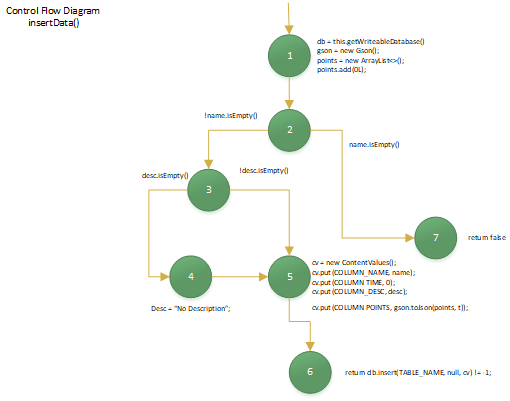 Control Flow Diagram
insertData()
1
db = this.getWriteableDatabase()
gson = new Gson();
points = new ArrayList<>();
points.add(0L);
!name.isEmpty()
2
name.isEmpty()
desc.isEmpty()
!desc.isEmpty()
3
7
return false
4
Desc = "No Description";
5
cv = new ContentValues();
cv.put (COLUMN_NAME, name);
cv.put (COLUMN TIME, 0);
cv.put (COLUMN_DESC, desc);
cv.put (COLUMN POINTS, gson.toJson(points, t));
6
return db.insert(TABLE_NAME, null, cv) != -1;